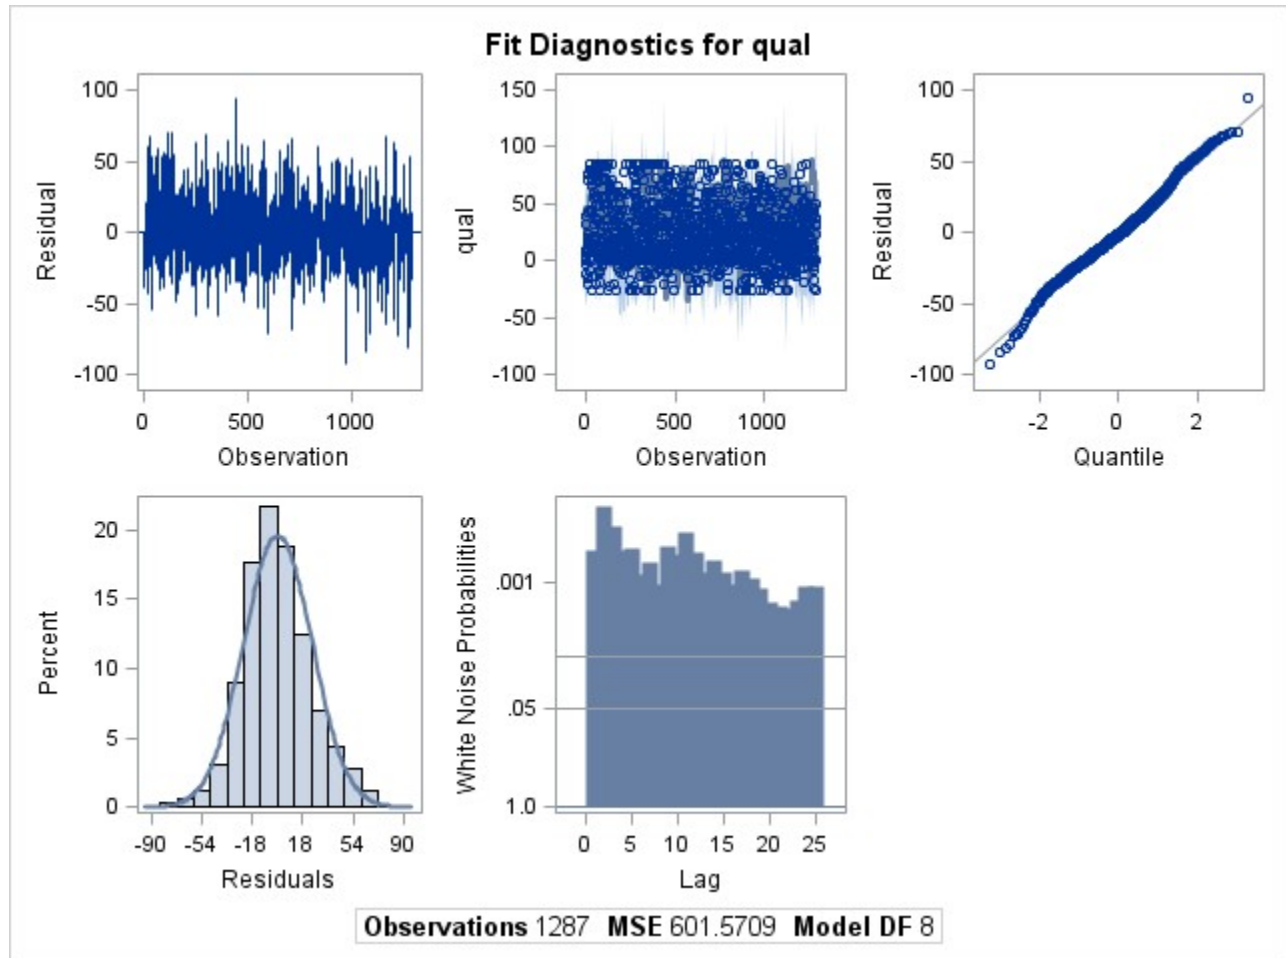 Fit Diagnostics for qual
100
50
0
-50
-100
Residual
0 500 1000
Observation
150
100
50
0
-50
-100
qual
0 500 1000
Observation
100
50
0
-50
-100
Residual
-2 0 2
Quantile
20
15
10
5
0
Percent
-90 -54 -18 18 54 90
Residuals
.001
.05
1.0
White Noise Probabilities
0 5 10 15 20 25
Lag
Observations 1287 MSE 601.5709 Model DF 8